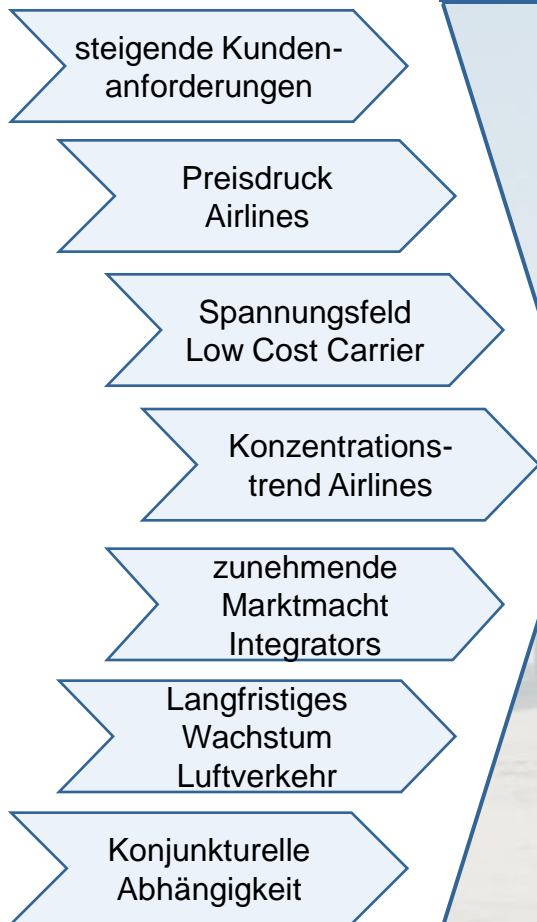 steigende Kunden-
anforderungen
Preisdruck
Airlines
Spannungsfeld
Low Cost Carrier
Konzentrations-
trend Airlines
zunehmende
Marktmacht
Integrators
Langfristiges
Wachstum
Luftverkehr
Konjunkturelle
Abhängigkeit